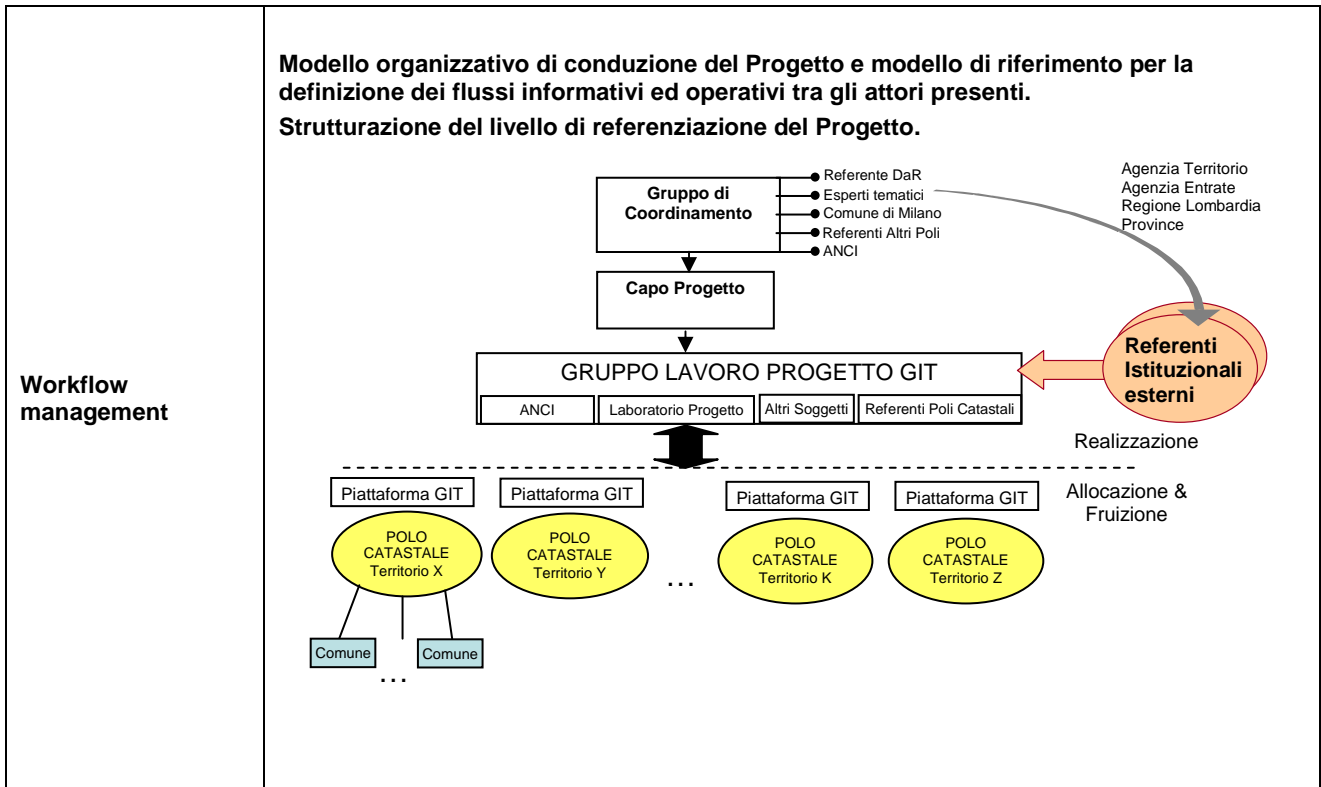 Workflow
management
Modello organizzativo di conduzione del Progetto e modello di riferimento per la
definizione dei flussi informativi ed operativi tra gli attori presenti.
Strutturazione del livello di referenziazione del Progetto.
Gruppo di
Coordinamento
Referente DaR
Esperti tematici
Comune di Milano
Referenti Altri Poli
ANCI
Agenzia Territorio
Agenzia Entrate
Regione Lombardia
Province
Capo Progetto
Referenti
Istituzionali
esterni
GRUPPO LAVORO PROGETTO GIT
ANCI
Laboratorio Progetto
Altri Soggetti
Referenti Poli Catastali
Realizzazione
Allocazione &
Fruizione
Piattaforma GIT
Piattaforma GIT
Piattaforma GIT
Piattaforma GIT
POLO
CATASTALE
Territorio X
POLO
CATASTALE
Territorio Y
...
POLO
CATASTALE
Territorio K
POLO
CATASTALE
Territorio Z
Comune
...
Comune